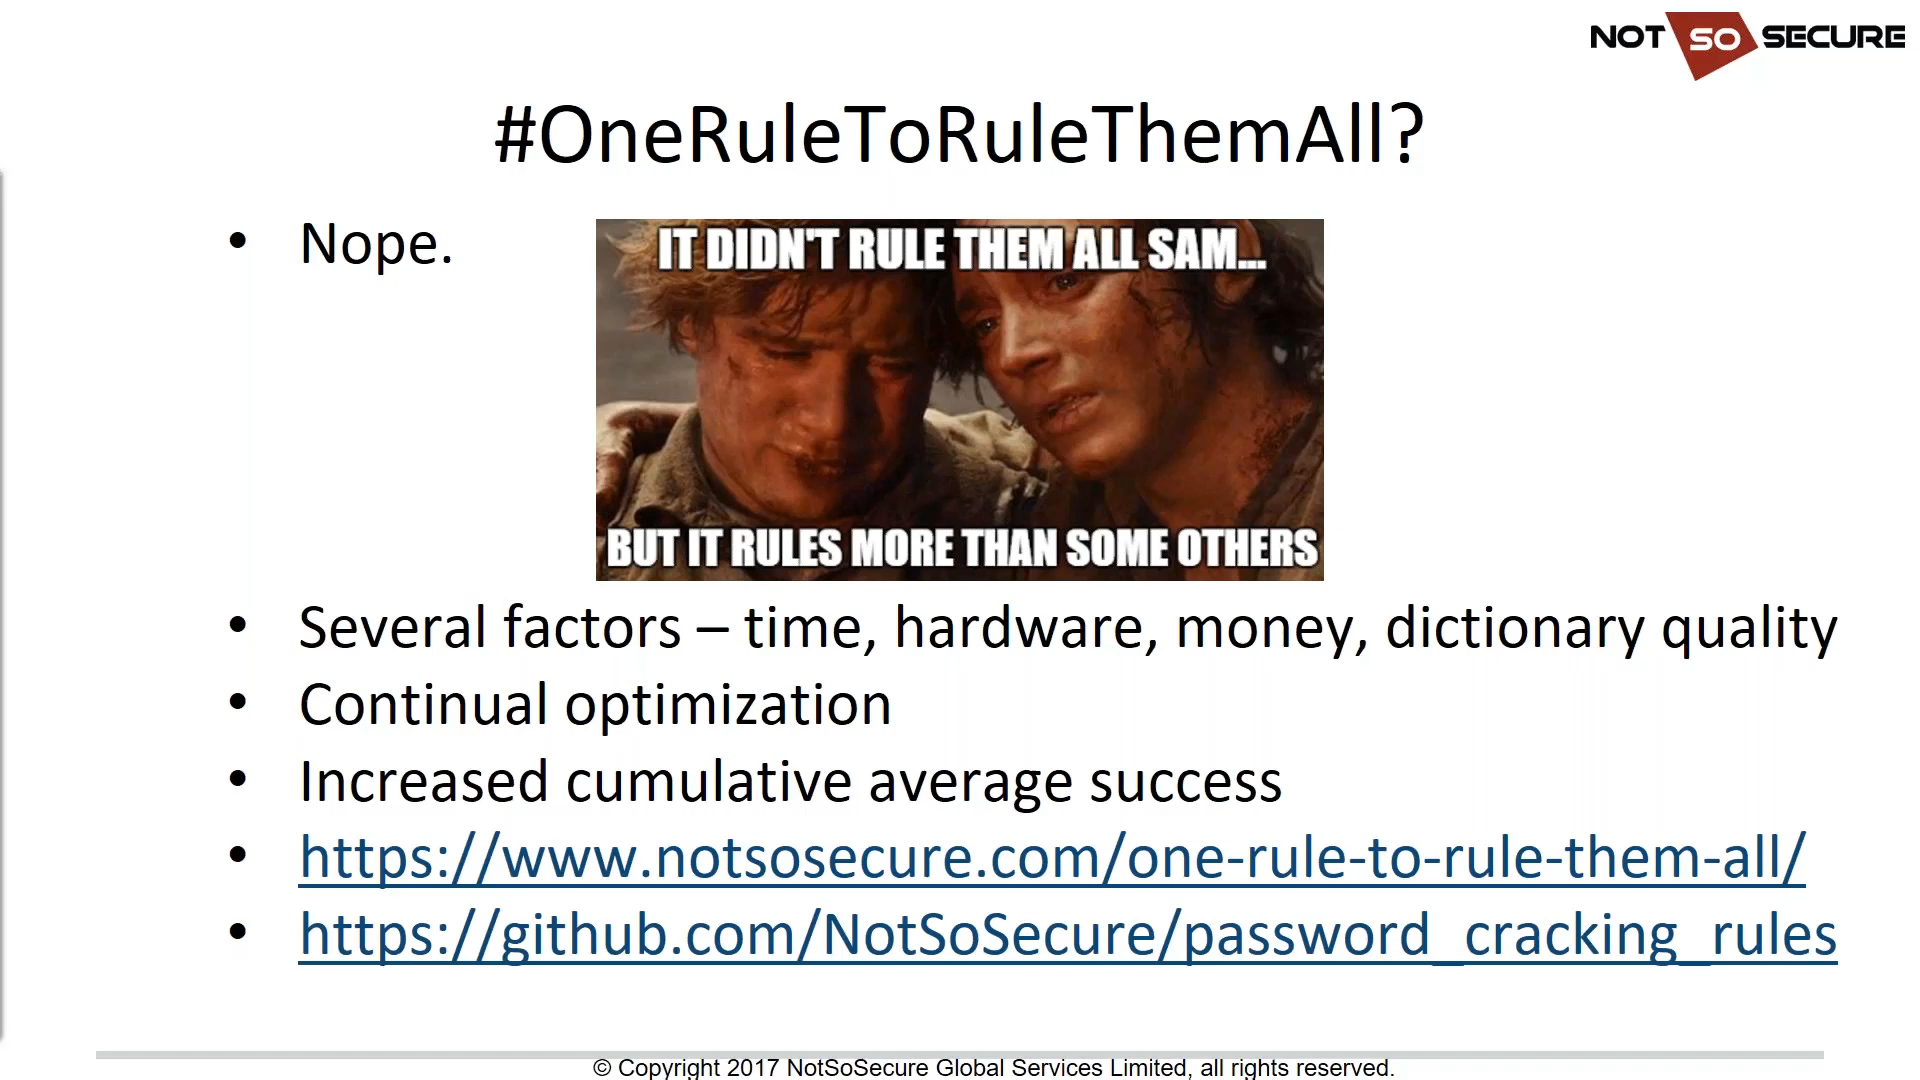 NOT SO SECURE
#OneRuleToRuleThemAll?
• Nope.
IT DIDN'T RULE THEM ALL SAM...
BUT IT RULES MORE THAN SOME OTHERS
• Several factors – time, hardware, money, dictionary quality
• Continual optimization
• Increased cumulative average success
• https://www.notsosecure.com/one-rule-to-rule-them-all/
• https://github.com/NotSoSecure/password_cracking_rules
© Copyright 2017 NotSoSecure Global Services Limited, all rights reserved.